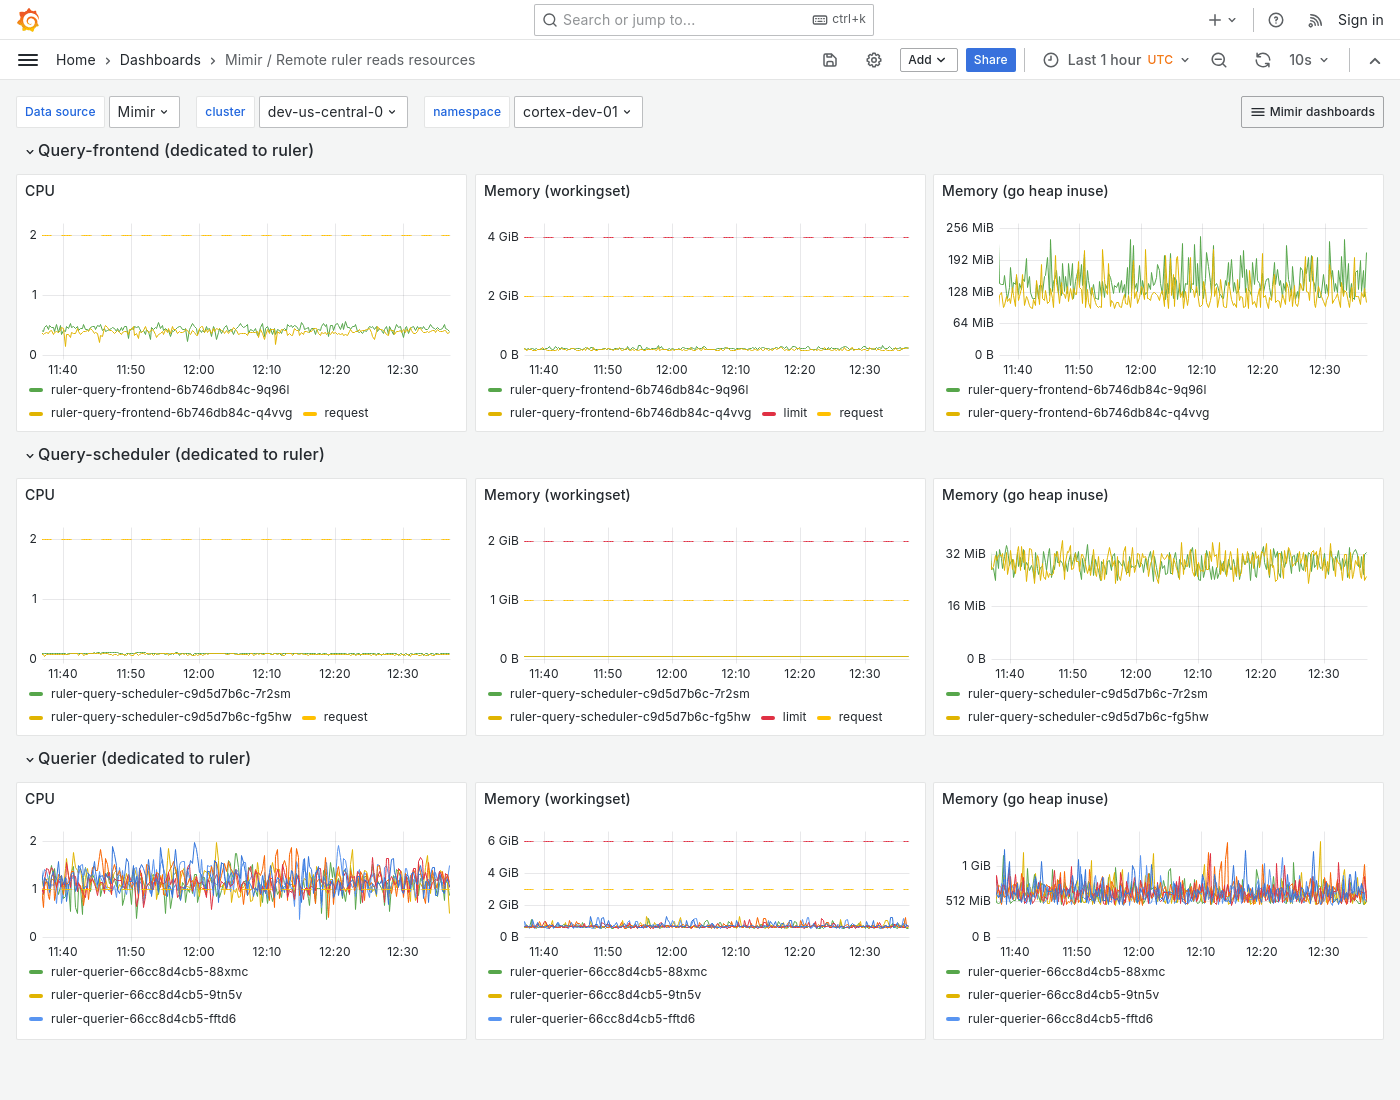 Search or jump to...
ctrl+k
Sign in
Home
Dashboards
Mimir / Remote ruler reads resources
Add
Share
Last 1 hour UTC
10s
Data source
Mimir
cluster
dev-us-central-0
namespace
cortex-dev-01
Mimir dashboards
Query-frontend (dedicated to ruler)
CPU
2
1
0
11:40 11:50 12:00 12:10 12:20 12:30
ruler-query-frontend-6b746db84c-9q96l
ruler-query-frontend-6b746db84c-q4vvg request
Memory (workingset)
4 GiB
2 GiB
0 B
11:40 11:50 12:00 12:10 12:20 12:30
ruler-query-frontend-6b746db84c-9q96l
ruler-query-frontend-6b746db84c-q4vvg limit request
Memory (go heap inuse)
256 MiB
192 MiB
128 MiB
64 MiB
0 B
11:40 11:50 12:00 12:10 12:20 12:30
ruler-query-frontend-6b746db84c-9q96l
ruler-query-frontend-6b746db84c-q4vvg
Query-scheduler (dedicated to ruler)
CPU
2
1
0
11:40 11:50 12:00 12:10 12:20 12:30
ruler-query-scheduler-c9d5d7b6c-7r2sm
ruler-query-scheduler-c9d5d7b6c-fg5hw request
Memory (workingset)
2 GiB
1 GiB
0 B
11:40 11:50 12:00 12:10 12:20 12:30
ruler-query-scheduler-c9d5d7b6c-7r2sm
ruler-query-scheduler-c9d5d7b6c-fg5hw limit request
Memory (go heap inuse)
32 MiB
16 MiB
0 B
11:40 11:50 12:00 12:10 12:20 12:30
ruler-query-scheduler-c9d5d7b6c-7r2sm
ruler-query-scheduler-c9d5d7b6c-fg5hw
Querier (dedicated to ruler)
CPU
2
1
0
11:40 11:50 12:00 12:10 12:20 12:30
ruler-querier-66cc8d4cb5-88xmc
ruler-querier-66cc8d4cb5-9tn5v
ruler-querier-66cc8d4cb5-fftd6
Memory (workingset)
6 GiB
4 GiB
2 GiB
0 B
11:40 11:50 12:00 12:10 12:20 12:30
ruler-querier-66cc8d4cb5-88xmc
ruler-querier-66cc8d4cb5-9tn5v
ruler-querier-66cc8d4cb5-fftd6
Memory (go heap inuse)
1 GiB
512 MiB
0 B
11:40 11:50 12:00 12:10 12:20 12:30
ruler-querier-66cc8d4cb5-88xmc
ruler-querier-66cc8d4cb5-9tn5v
ruler-querier-66cc8d4cb5-fftd6